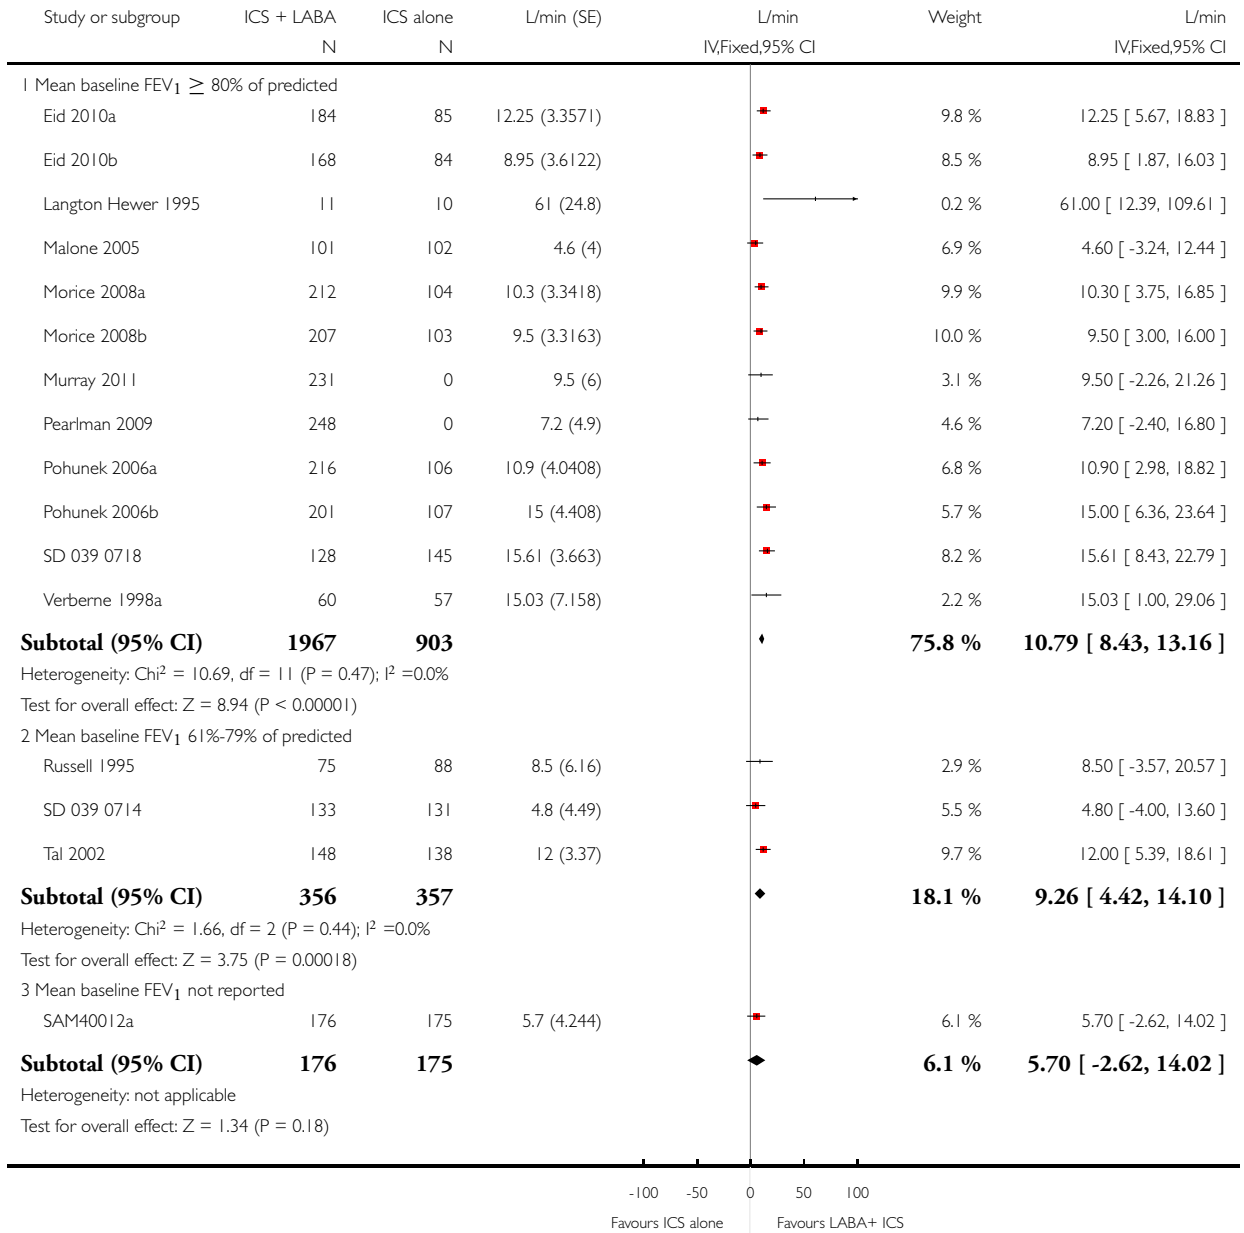 Study or subgroup ICS + LABA ICS alone L/min (SE) L/min Weight L/min
N N IV,Fixed,95% CI IV,Fixed,95% CI
1 Mean baseline FEV1 ≥ 80% of predicted
Eid 2010a 184 85 12.25 (3.3571) 9.8 % 12.25 [ 5.67, 18.83 ]
Eid 2010b 168 84 8.95 (3.6122) 8.5 % 8.95 [ 1.87, 16.03 ]
Langton Hewer 1995 11 10 61 (24.8) 0.2 % 61.00 [ 12.39, 109.61 ]
Malone 2005 101 102 4.6 (4) 6.9 % 4.60 [ -3.24, 12.44 ]
Morice 2008a 212 104 10.3 (3.3418) 9.9 % 10.30 [ 3.75, 16.85 ]
Morice 2008b 207 103 9.5 (3.3163) 10.0 % 9.50 [ 3.00, 16.00 ]
Murray 2011 231 0 9.5 (6) 3.1 % 9.50 [ -2.26, 21.26 ]
Pearlman 2009 248 0 7.2 (4.9) 4.6 % 7.20 [ -2.40, 16.80 ]
Pohunek 2006a 216 106 10.9 (4.0408) 6.8 % 10.90 [ 2.98, 18.82 ]
Pohunek 2006b 201 107 15 (4.408) 5.7 % 15.00 [ 6.36, 23.64 ]
SD 039 0718 128 145 15.61 (3.663) 8.2 % 15.61 [ 8.43, 22.79 ]
Verberne 1998a 60 57 15.03 (7.158) 2.2 % 15.03 [ 1.00, 29.06 ]
Subtotal (95% CI) 1967 903 75.8 % 10.79 [ 8.43, 13.16 ]
Heterogeneity: Chi² = 10.69, df = 11 (P = 0.47); I² =0.0%
Test for overall effect: Z = 8.94 (P < 0.00001)
2 Mean baseline FEV1 61%-79% of predicted
Russell 1995 75 88 8.5 (6.16) 2.9 % 8.50 [ -3.57, 20.57 ]
SD 039 0714 133 131 4.8 (4.49) 5.5 % 4.80 [ -4.00, 13.60 ]
Tal 2002 148 138 12 (3.37) 9.7 % 12.00 [ 5.39, 18.61 ]
Subtotal (95% CI) 356 357 18.1 % 9.26 [ 4.42, 14.10 ]
Heterogeneity: Chi² = 1.66, df = 2 (P = 0.44); I² =0.0%
Test for overall effect: Z = 3.75 (P = 0.00018)
3 Mean baseline FEV1 not reported
SAM40012a 176 175 5.7 (4.244) 6.1 % 5.70 [ -2.62, 14.02 ]
Subtotal (95% CI) 176 175 6.1 % 5.70 [ -2.62, 14.02 ]
Heterogeneity: not applicable
Test for overall effect: Z = 1.34 (P = 0.18)
-100 -50 0 50 100
Favours ICS alone Favours LABA+ ICS